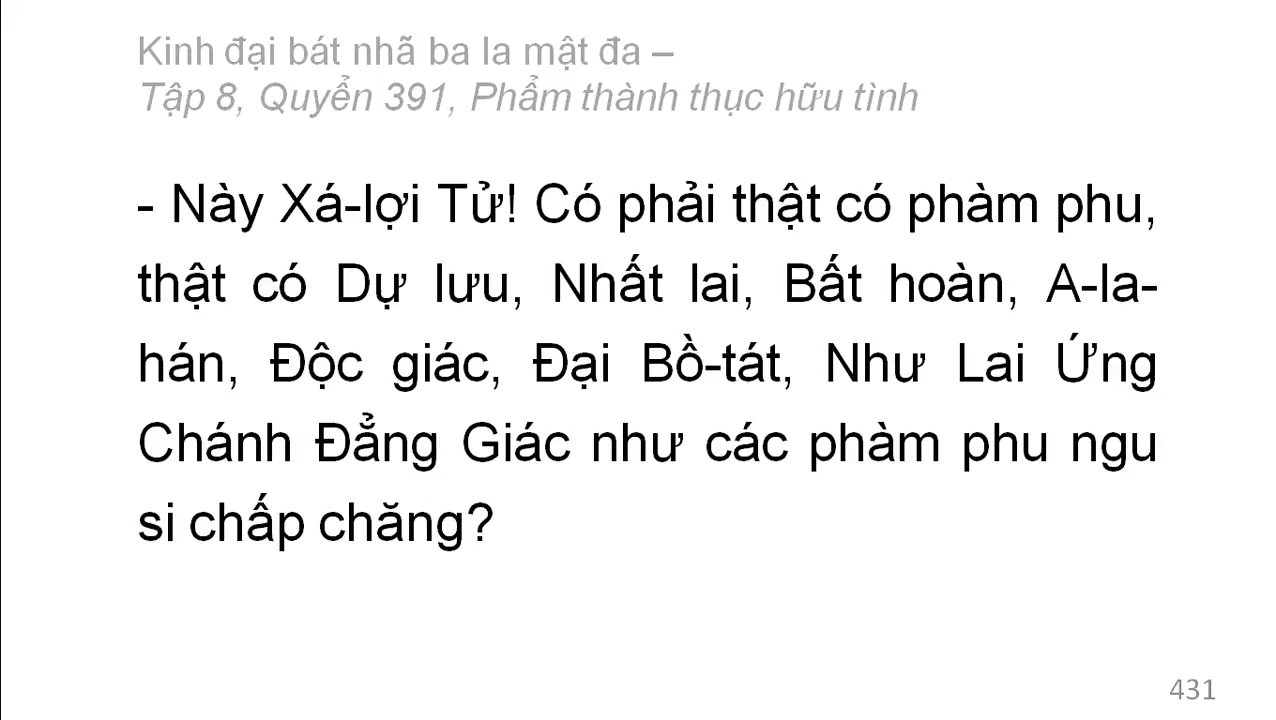 Kinh đại bát nhã ba la mật đa –
Tập 8, Quyển 391, Phẩm thành thục hữu tình
- Này Xá-lợi Tử! Có phải thật có phàm phu,
thật có Dự lưu, Nhất lai, Bất hoàn, A-la-
hán, Độc giác, Đại Bồ-tát, Như Lai Ứng
Chánh Đẳng Giác như các phàm phu ngu
si chấp chăng?
431